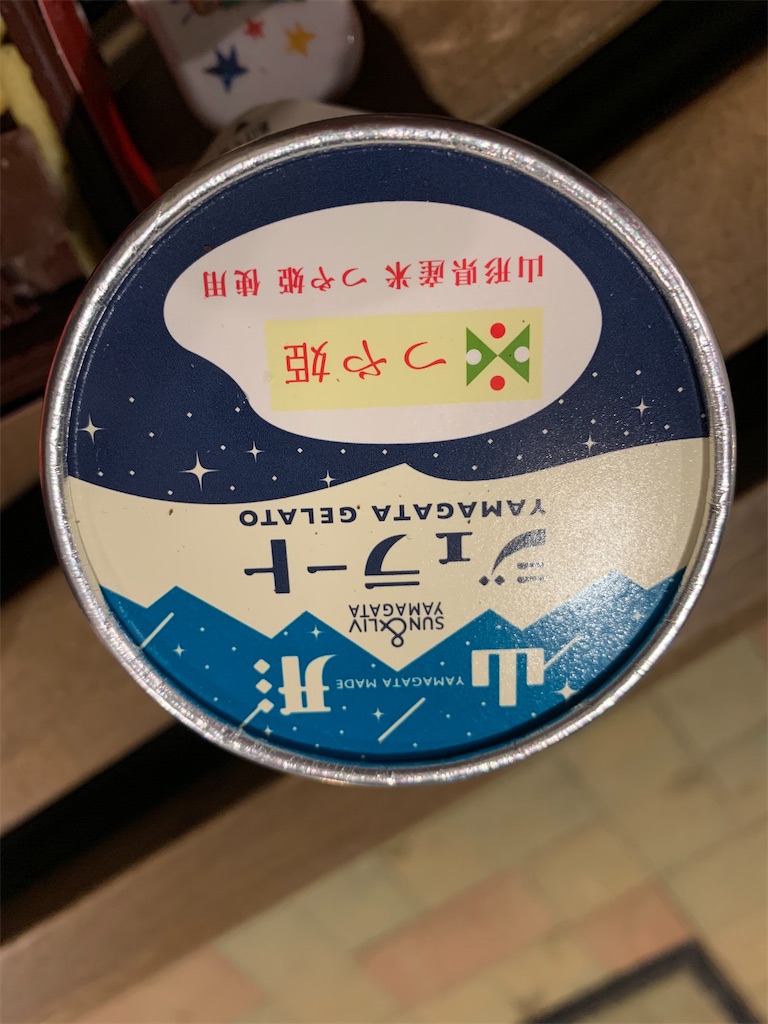 山形
YAMAGATA MADE
SUN&LIV
YAMAGATA
ジェラート
YAMAGATA GELATO
つや姫
山形県産米 つや姫 使用